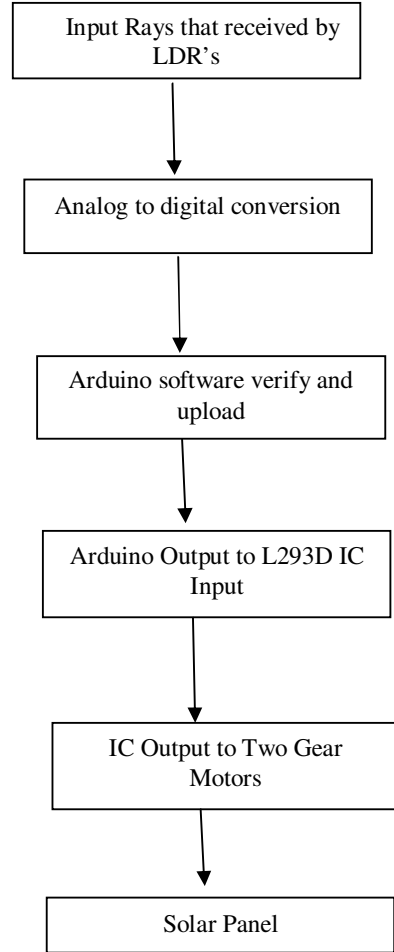 Input Rays that received by
LDR's
Analog to digital conversion
Arduino software verify and
upload
Arduino Output to L293D IC
Input
IC Output to Two Gear
Motors
Solar Panel